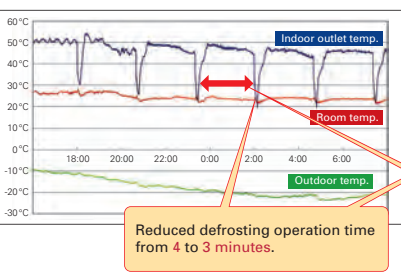 60°C
50°C
Indoor outlet temp.
40°C
30°C
20°C
Room temp.
10°C
0°C
18:00 20:00 22:00 0:00 2:00 4:00 6:00
-10°C
Outdoor temp.
-20°C
-30°C
Reduced defrosting operation time
from 4 to 3 minutes.